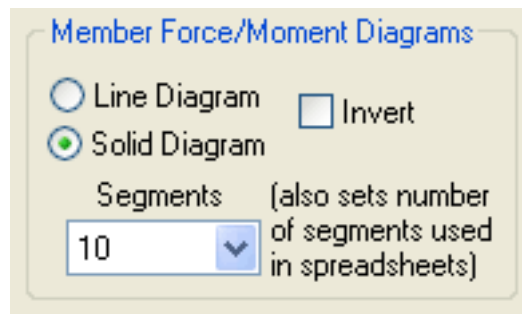 Member Force/Moment Diagrams
Line Diagram
Invert
Solid Diagram
Segments
(also sets number
of segments used
in spreadsheets)
10